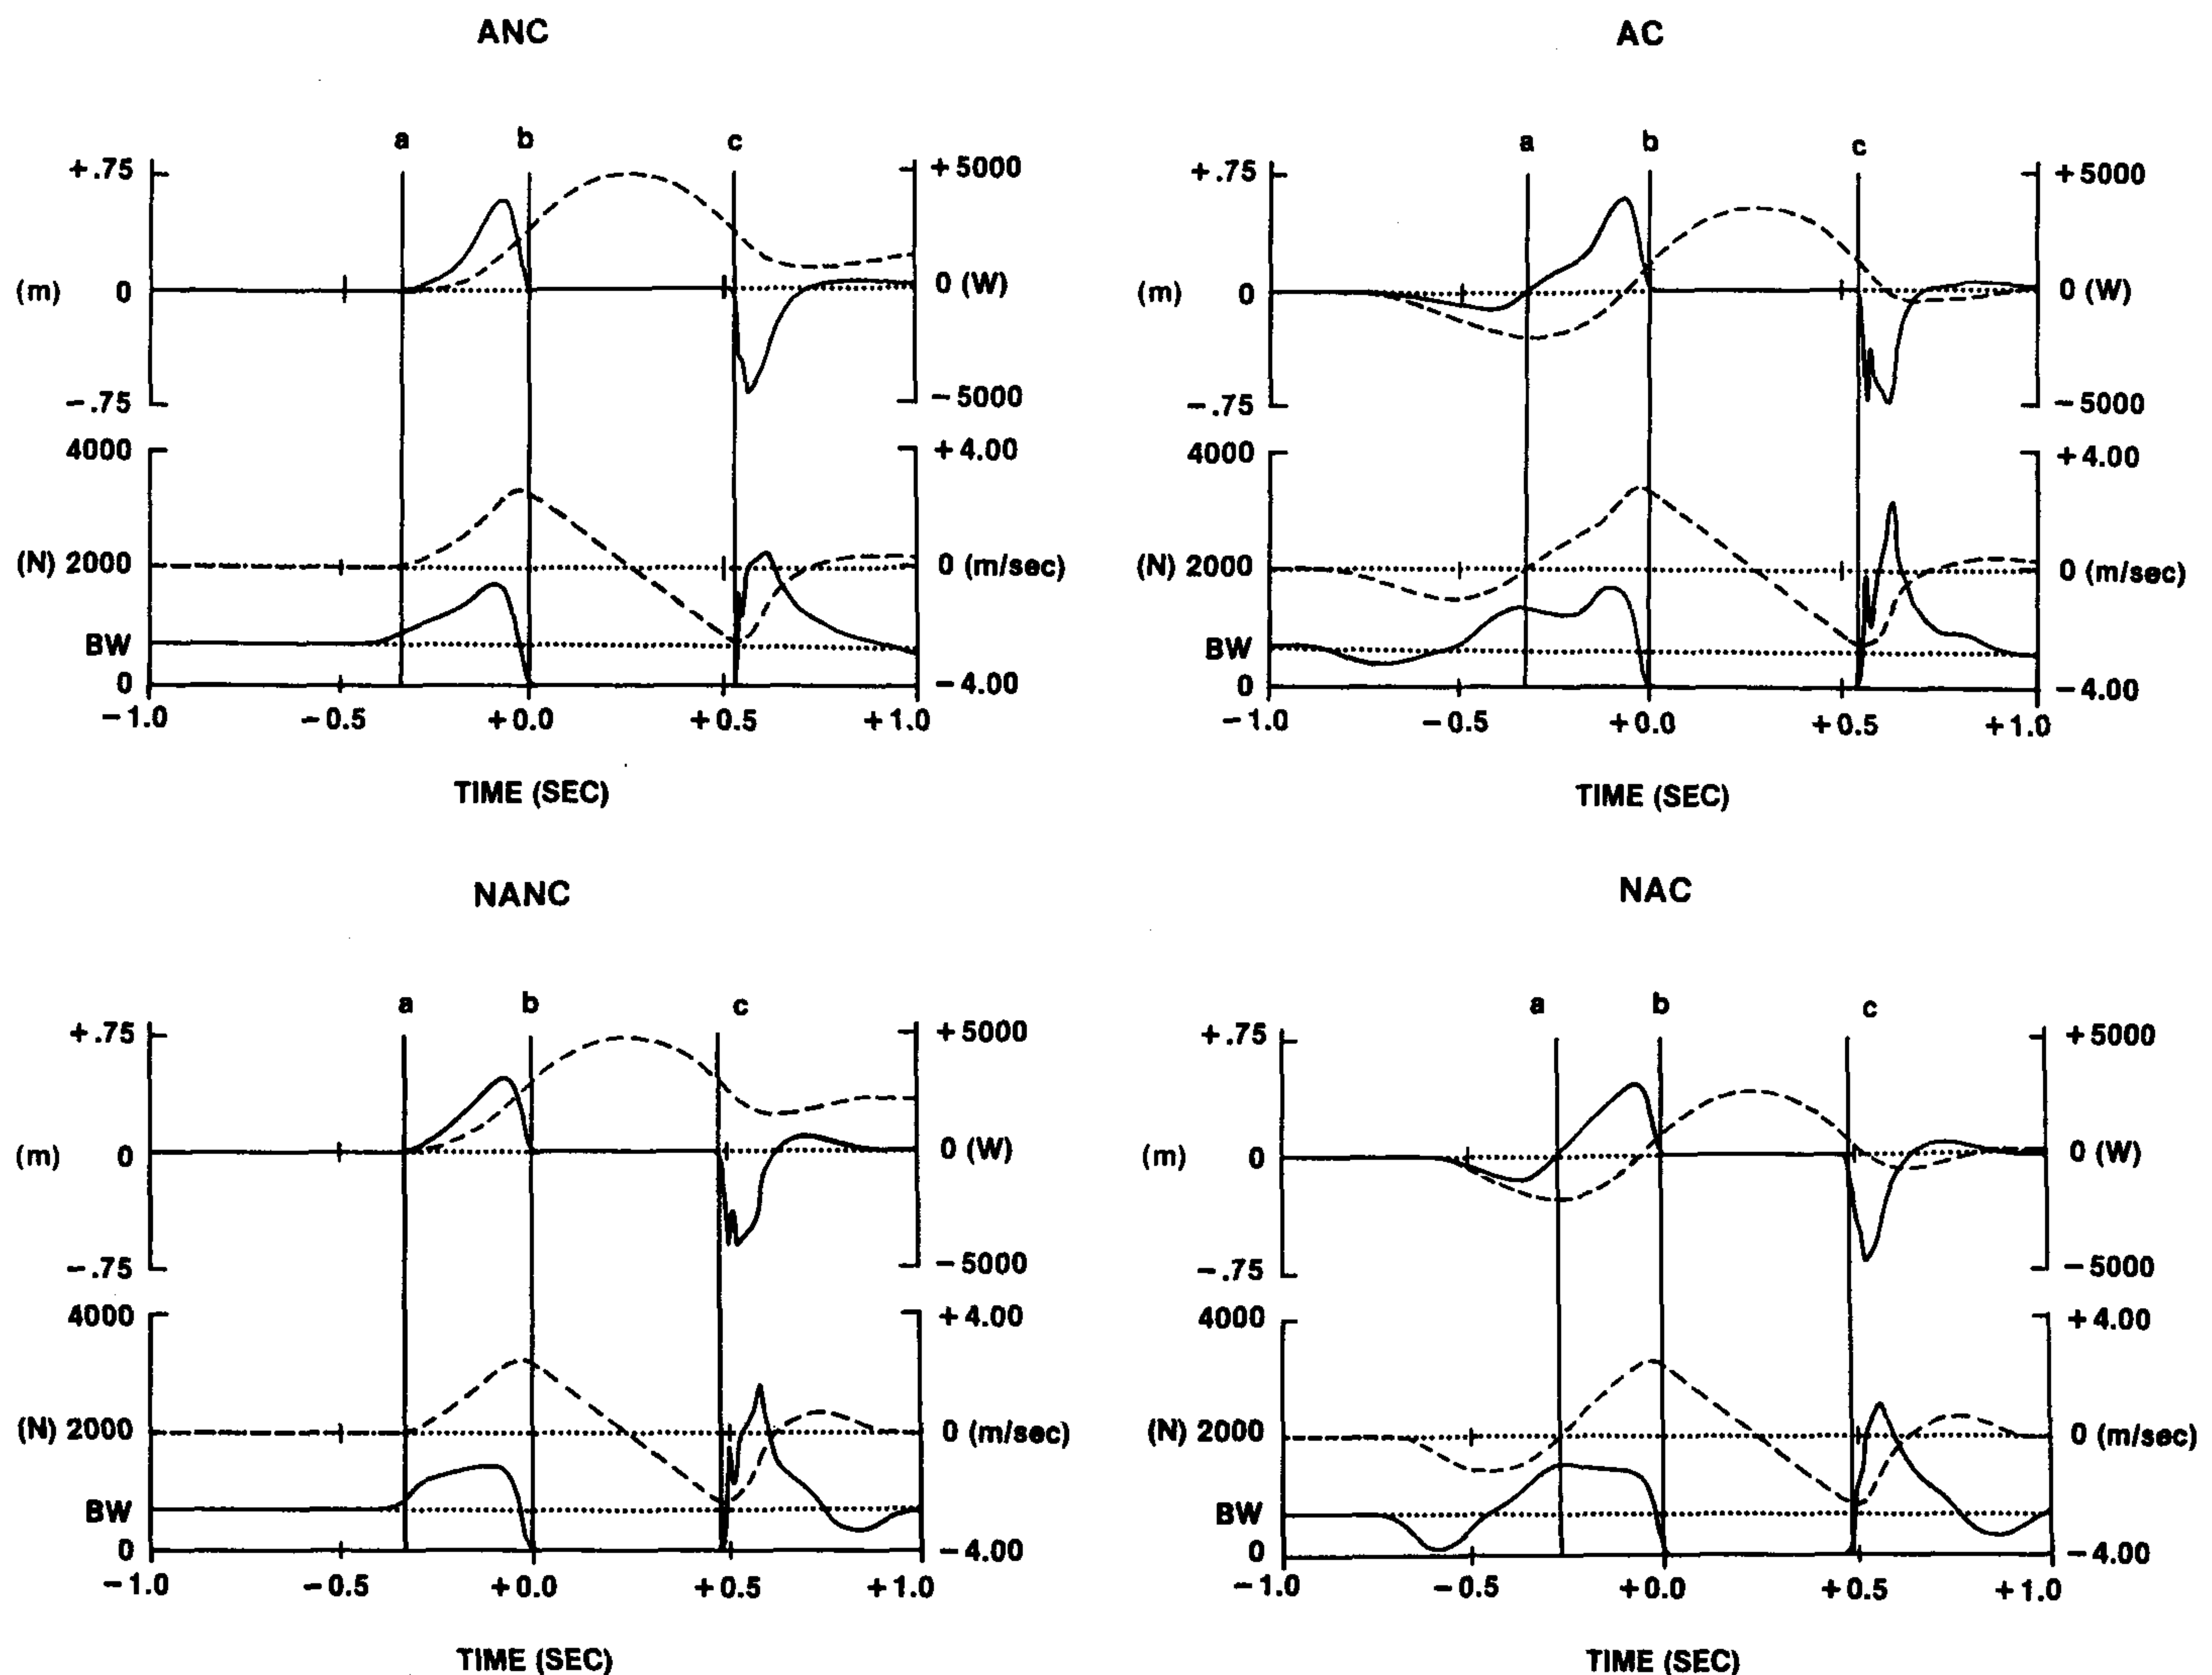 ANC
a b c
+.75 +5000
(m) 0 0 (W)
-.75 -5000
4000 +4.00
(N) 2000 0 (m/sec)
BW
0 -4.00
-1.0 -0.5 +0.0 +0.5 +1.0
TIME (SEC)
AC
a b c
+.75 +5000
(m) 0 0 (W)
-.75 -5000
4000 +4.00
(N) 2000 0 (m/sec)
BW
0 -4.00
-1.0 -0.5 +0.0 +0.5 +1.0
TIME (SEC)
NANC
a b c
+.75 +5000
(m) 0 0 (W)
-.75 -5000
4000 +4.00
(N) 2000 0 (m/sec)
BW
0 -4.00
-1.0 -0.5 +0.0 +0.5 +1.0
TIME (SEC)
NAC
a b c
+.75 +5000
(m) 0 0 (W)
-.75 -5000
4000 +4.00
(N) 2000 0 (m/sec)
BW
0 -4.00
-1.0 -0.5 +0.0 +0.5 +1.0
TIME (SEC)